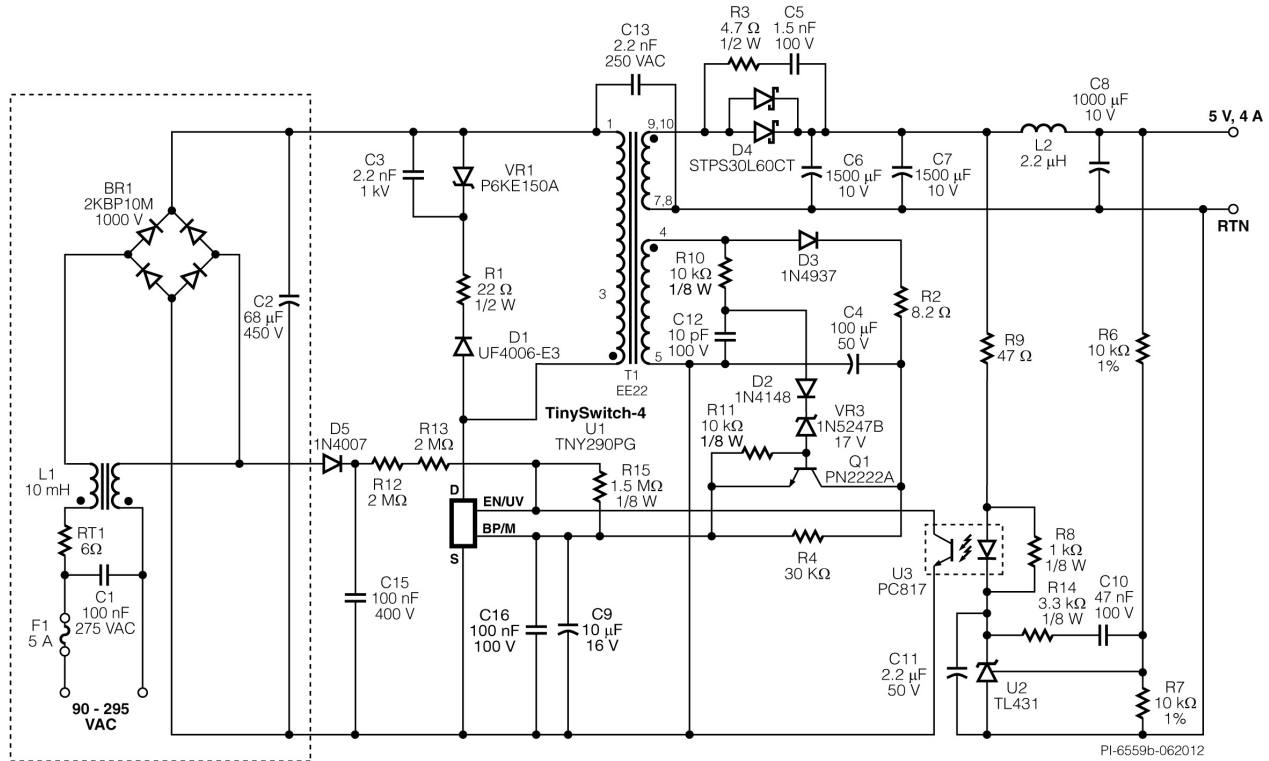 C13
2.2 nF
250 VAC
R3
4.7 Ω
1/2 W
C5
1.5 nF
100 V
C8
1000 μF
10 V
5 V, 4 A
1
9,10
D4
STPS30L60CT
L2
2.2 μH
C3
2.2 nF
1 kV
VR1
P6KE150A
C6
1500 μF
10 V
C7
1500 μF
10 V
BR1
2KBP10M
1000 V
7,8
RTN
4
D3
1N4937
R10
10 kΩ
1/8 W
R1
22 Ω
1/2 W
3
C2
68 μF
450 V
R2
8.2 Ω
C4
100 μF
50 V
C12
10 pF
100 V
R9
47 Ω
R6
10 kΩ
1%
D1
UF4006-E3
5
T1
EE22
D2
1N4148
VR3
1N5247B
17 V
TinySwitch-4
U1
TNY290PG
R11
10 kΩ
1/8 W
D5
1N4007
R13
2 MΩ
Q1
PN2222A
L1
10 mH
R12
2 MΩ
R15
1.5 MΩ
1/8 W
D
EN/UV
BP/M
S
RT1
6Ω
R4
30 KΩ
R8
1 kΩ
1/8 W
U3
PC817
R14
3.3 kΩ
1/8 W
C10
47 nF
100 V
C1
100 nF
275 VAC
F1
5 A
C15
100 nF
400 V
C16
100 nF
100 V
C9
10 μF
16 V
C11
2.2 μF
50 V
U2
TL431
R7
10 kΩ
1%
90 - 295
VAC
PI-6559b-062012